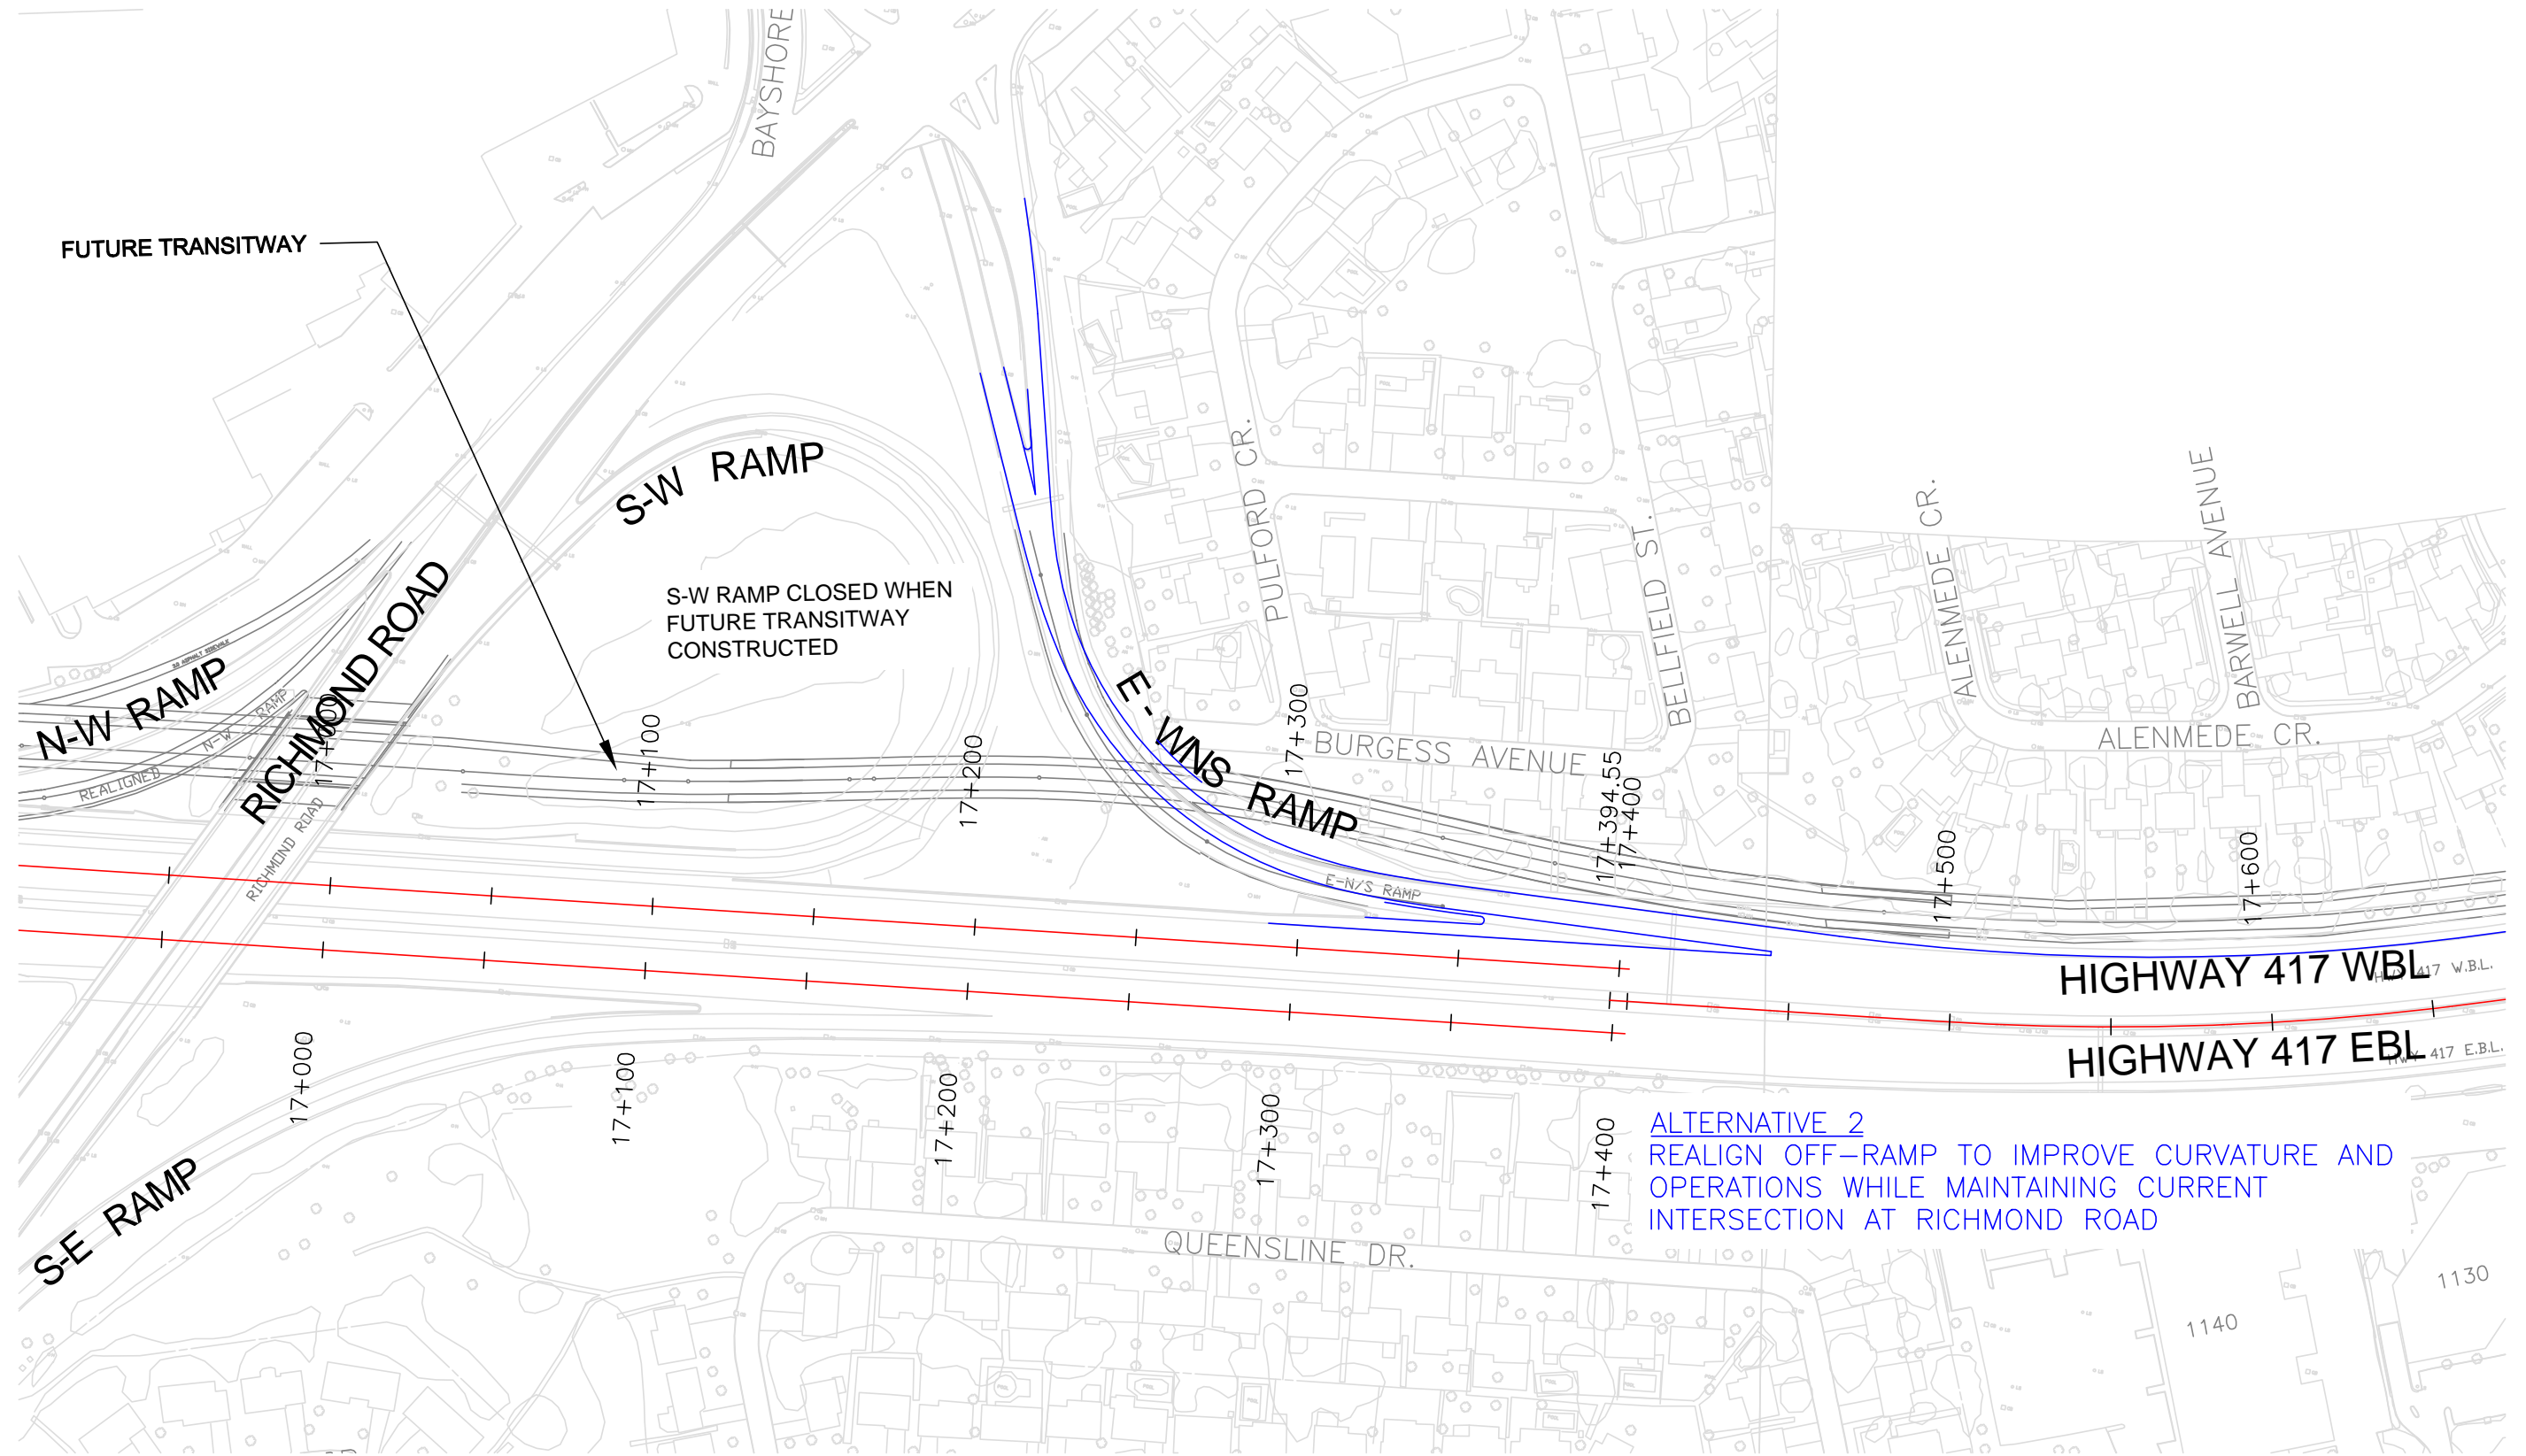 BAYSHORE
FUTURE TRANSITWAY
S-W RAMP
S-W RAMP CLOSED WHEN
FUTURE TRANSITWAY
CONSTRUCTED
N-W RAMP
RICHMOND ROAD
N-W RAMP
REALIGNED
RICHMOND ROAD
17+000
17+100
17+200
17+300
17+394.55
17+400
17+500
17+600
E - WNS RAMP
E-N/S RAMP
PULFORD CR.
BURGESS AVENUE
BELLFIELD ST.
ALENMEDE CR.
BARWELL AVENUE
ALENMEDE CR.
HIGHWAY 417 WBL
HWY 417 W.B.L.
HIGHWAY 417 EBL
HWY 417 E.B.L.
17+000
17+100
17+200
17+300
17+400
S-E RAMP
QUEENSLINE DR.
ALTERNATIVE 2
REALIGN OFF-RAMP TO IMPROVE CURVATURE AND
OPERATIONS WHILE MAINTAINING CURRENT
INTERSECTION AT RICHMOND ROAD
1130
1140